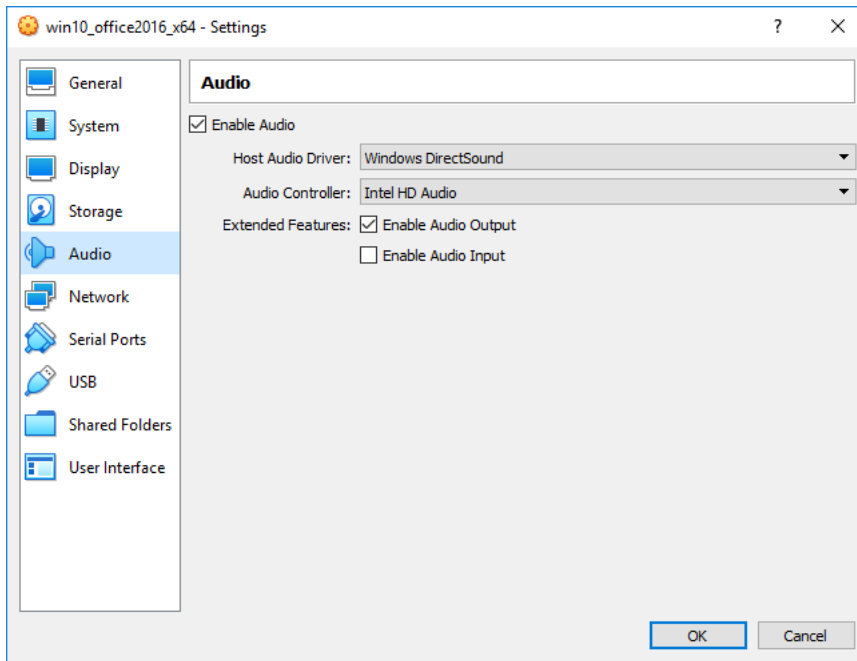 win10_office2016_x64 - Settings
?
General
System
Display
Storage
Audio
Network
Serial Ports
USB
Shared Folders
User Interface
Audio
Enable Audio
Host Audio Driver: Windows DirectSound
Audio Controller: Intel HD Audio
Extended Features: Enable Audio Output
Enable Audio Input
OK Cancel